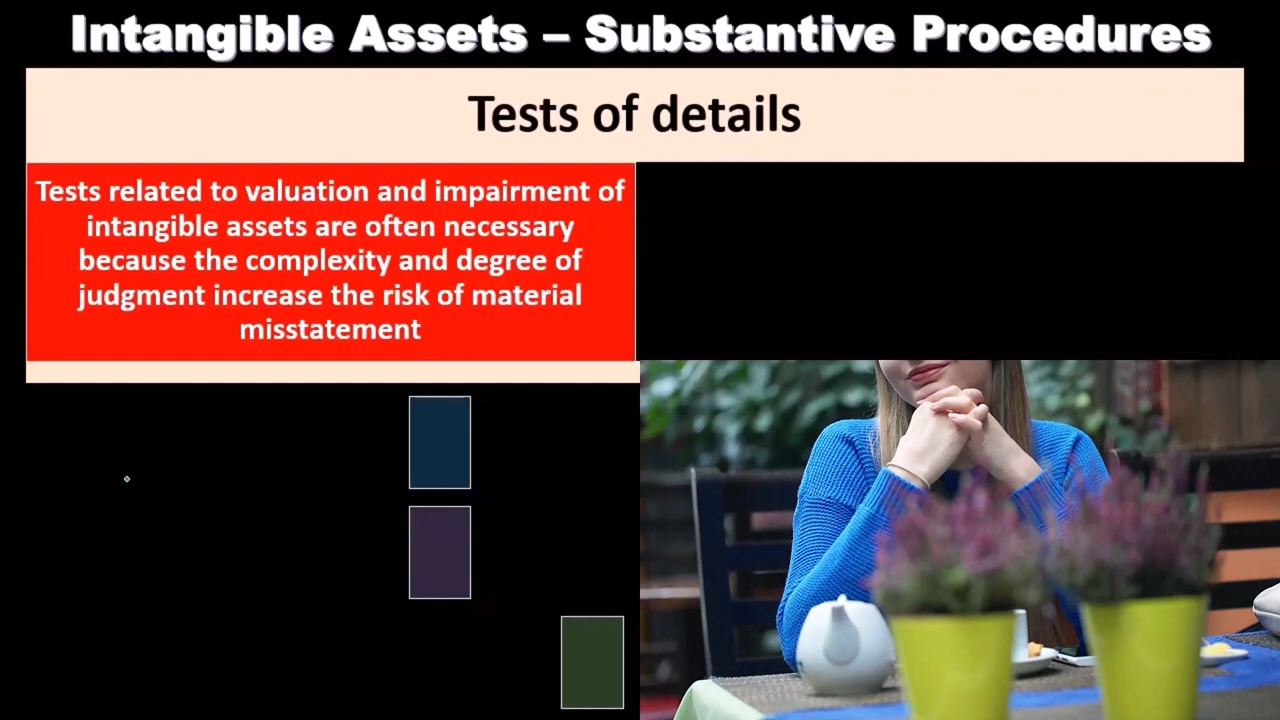 Intangible Assets – Substantive Procedures
Tests of details
Tests related to valuation and impairment of
intangible assets are often necessary
because the complexity and degree of
judgment increase the risk of material
misstatement